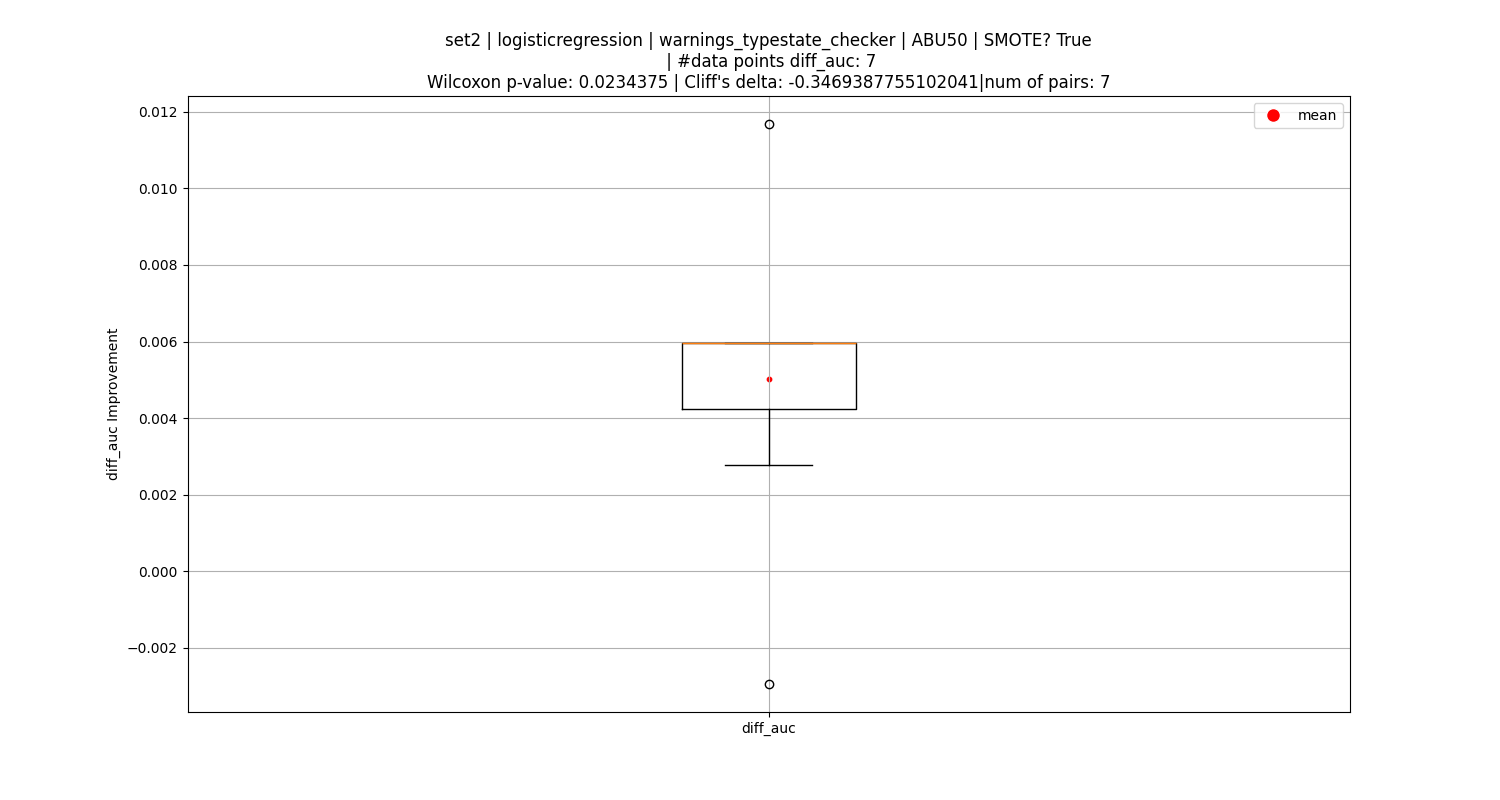 set2 | logisticregression | warnings_typestate_checker | ABU50 | SMOTE? True
| #data points diff_auc: 7
Wilcoxon p-value: 0.0234375 | Cliff's delta: -0.3469387755102041|num of pairs: 7
mean
0.012
0.010
0.008
0.006
0.004
0.002
0.000
−0.002
diff_auc Improvement
diff_auc